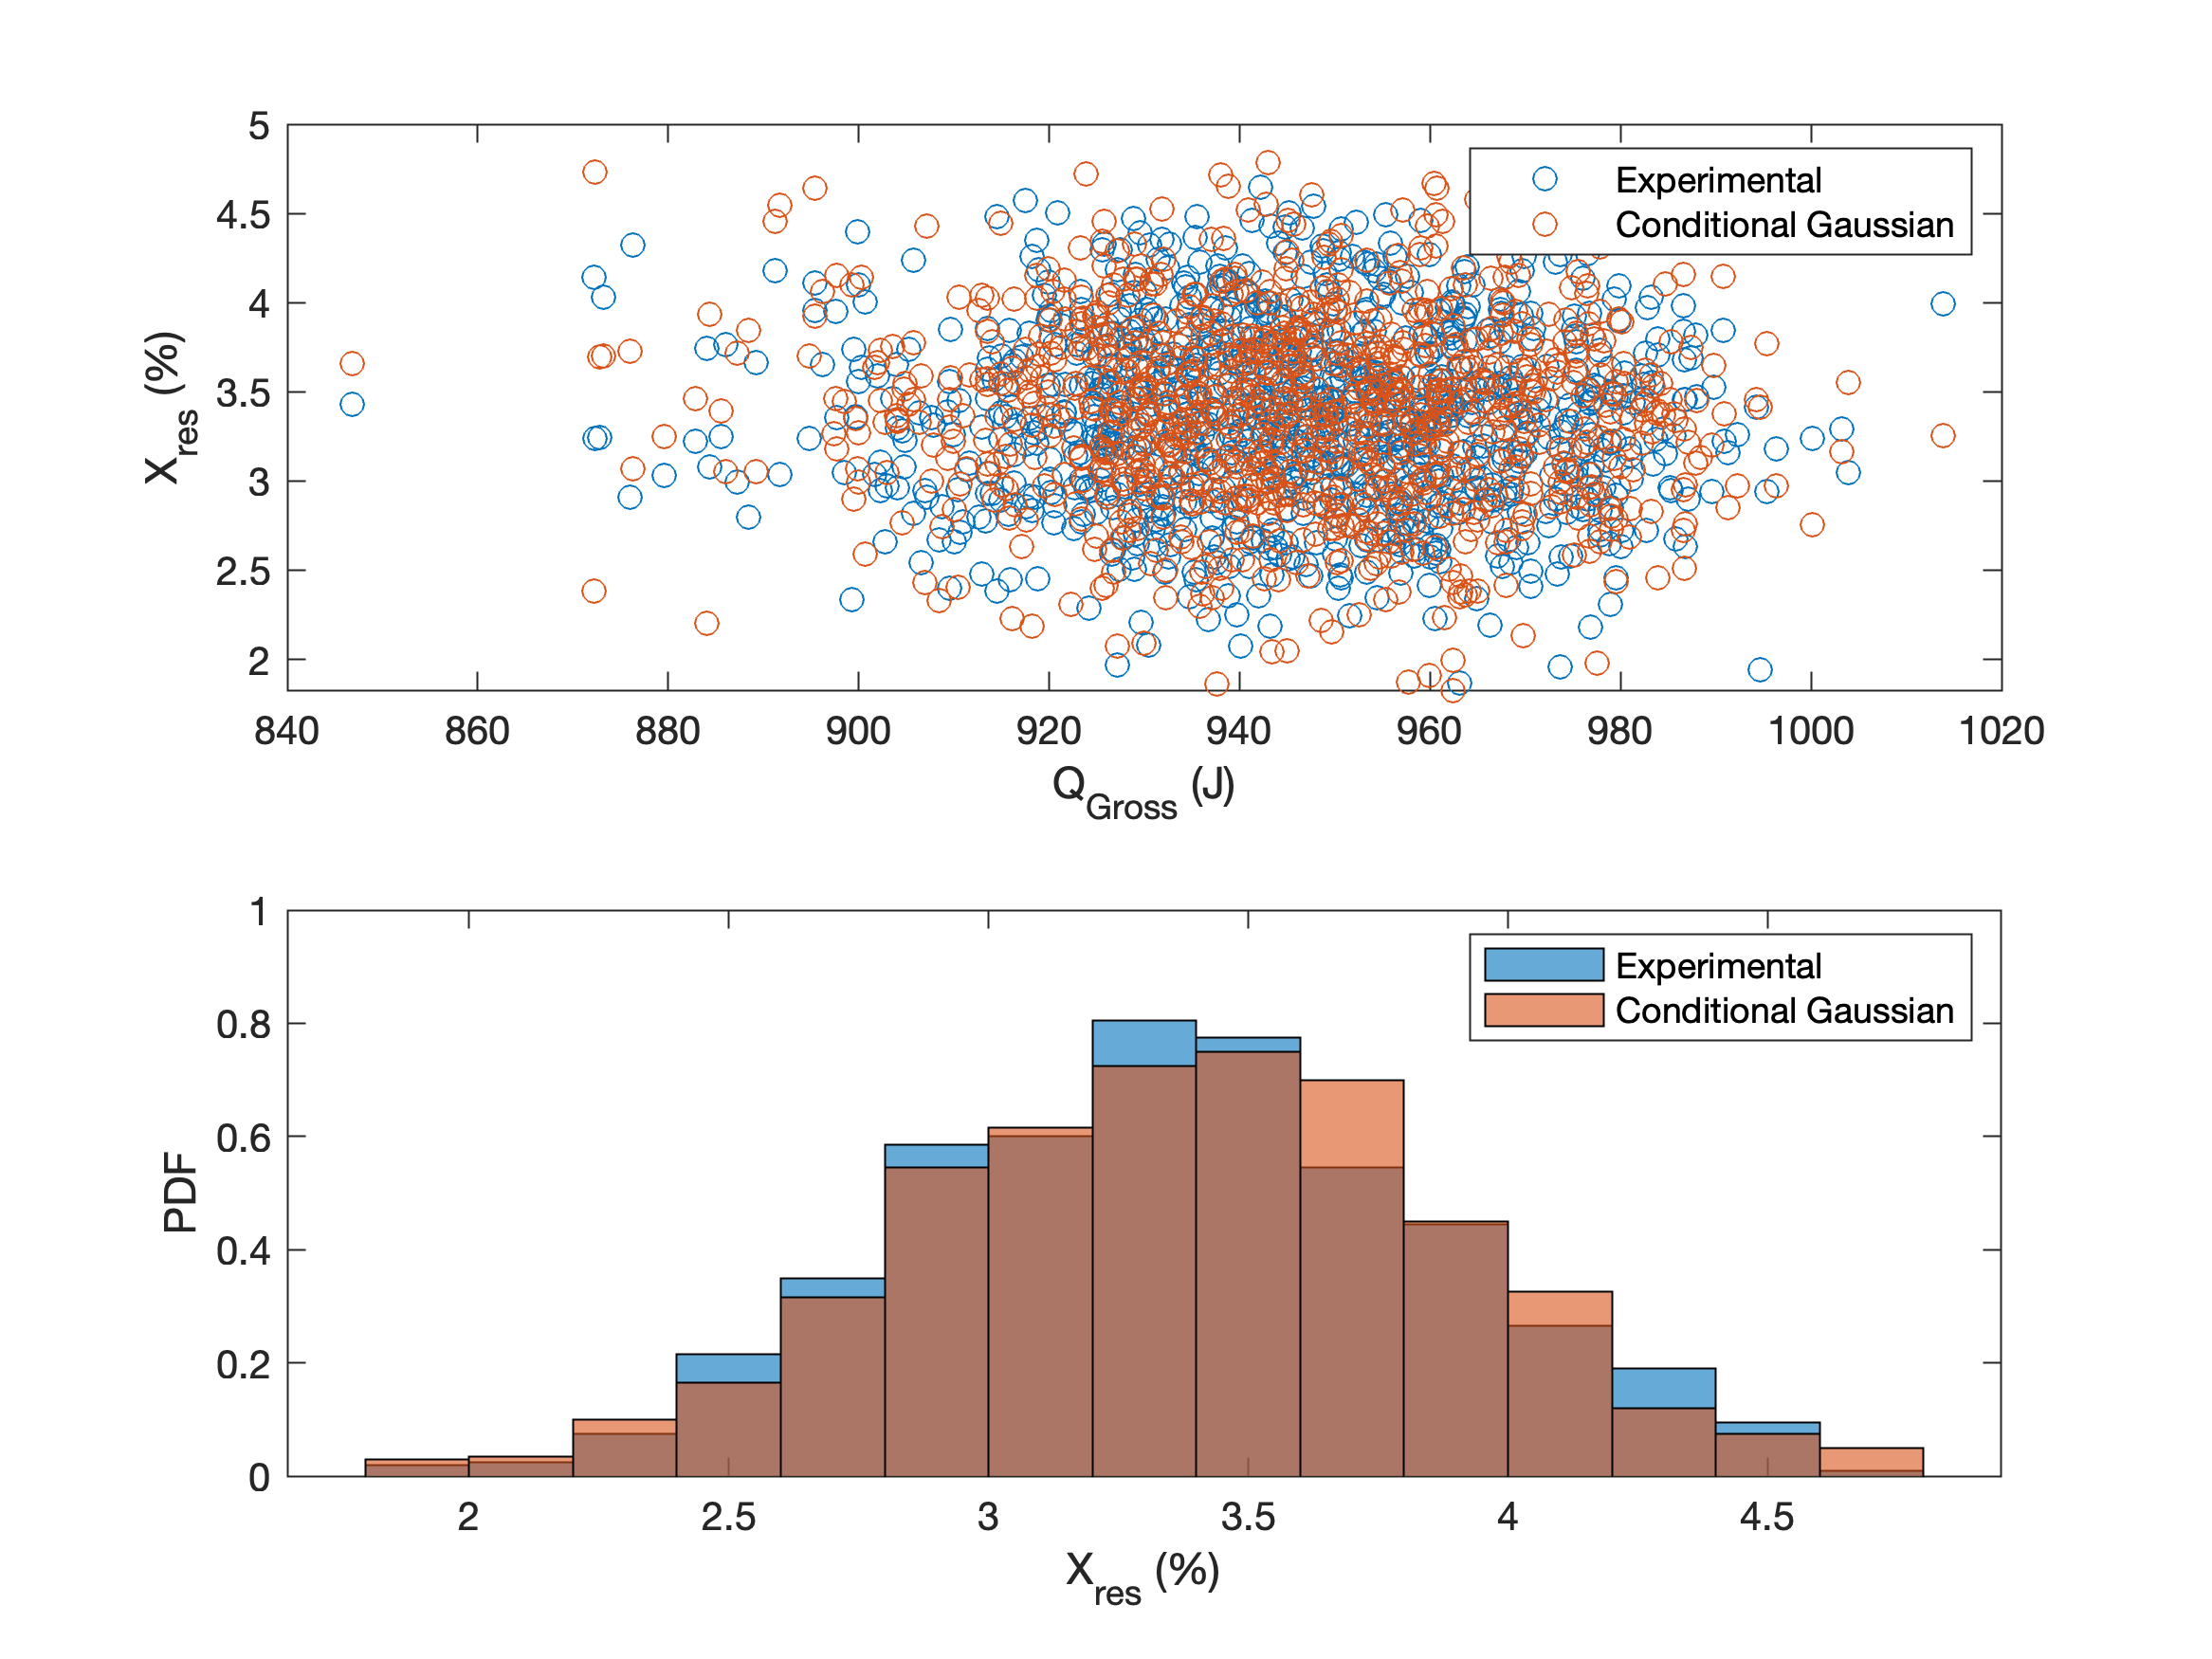 5
4.5
4
3.5
3
2.5
2
X_res (%)
Experimental
Conditional Gaussian
840 860 880 900 920 940 960 980 1000 1020
Q_Gross (J)
1
0.8
0.6
0.4
0.2
0
PDF
Experimental
Conditional Gaussian
2 2.5 3 3.5 4 4.5
X_res (%)